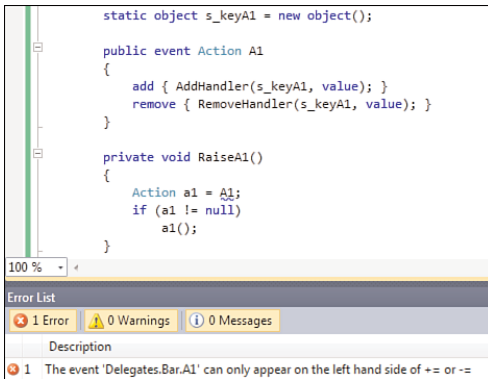 static object s_keyA1 = new object();
public event Action A1
{
add { AddHandler(s_keyA1, value); }
remove { RemoveHandler(s_keyA1, value); }
}
private void RaiseA1()
{
Action a1 = A1;
if (a1 != null)
a1();
}
100 %
Error List
1 Error 0 Warnings 0 Messages
Description
1 The event 'Delegates.Bar.A1' can only appear on the left hand side of += or -=